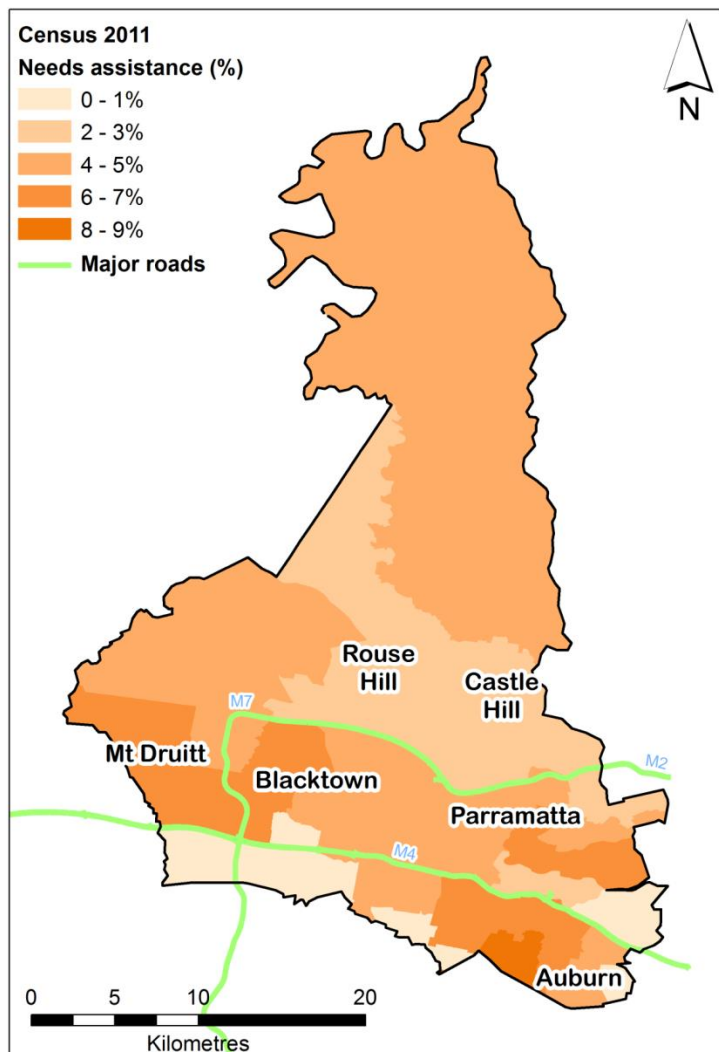 Census 2011
Needs assistance (%)
0 - 1%
2 - 3%
4 - 5%
6 - 7%
8 - 9%
Major roads
N
Rouse
Hill
Castle
Hill
M7
Mt Druitt
Blacktown
M2
Parramatta
M4
Auburn
0 5 10 20
Kilometres